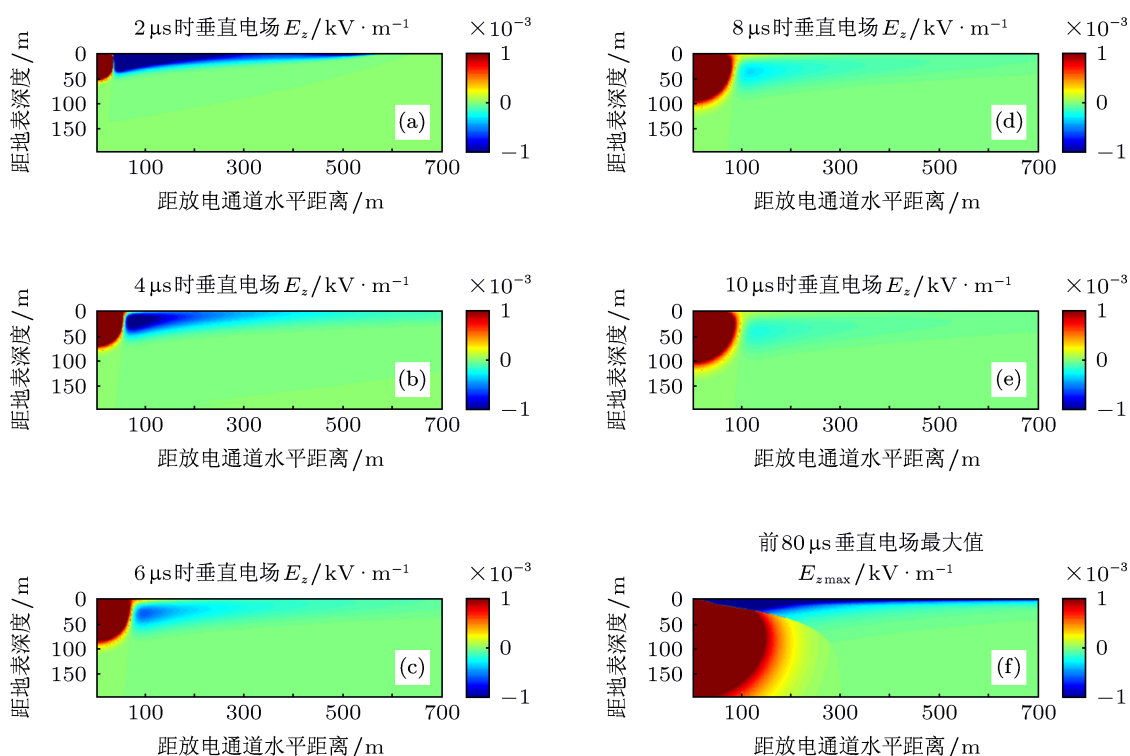 2 μs时垂直电场 E_z/kV · m⁻¹
×10⁻³
距地表深度/m
0
50
100
150
(a)
1
0
−1
100 300 500 700
距放电通道水平距离/m
8 μs时垂直电场 E_z/kV · m⁻¹
×10⁻³
距地表深度/m
0
50
100
150
(d)
1
0
−1
100 300 500 700
距放电通道水平距离/m
4 μs时垂直电场 E_z/kV · m⁻¹
×10⁻³
距地表深度/m
0
50
100
150
(b)
1
0
−1
100 300 500 700
距放电通道水平距离/m
10 μs时垂直电场 E_z/kV · m⁻¹
×10⁻³
距地表深度/m
0
50
100
150
(e)
1
0
−1
100 300 500 700
距放电通道水平距离/m
6 μs时垂直电场 E_z/kV · m⁻¹
×10⁻³
距地表深度/m
0
50
100
150
(c)
1
0
−1
100 300 500 700
距放电通道水平距离/m
前80 μs 垂直电场最大值
E_z max/kV · m⁻¹
×10⁻³
距地表深度/m
0
50
100
150
(f)
1
0
−1
100 300 500 700
距放电通道水平距离/m